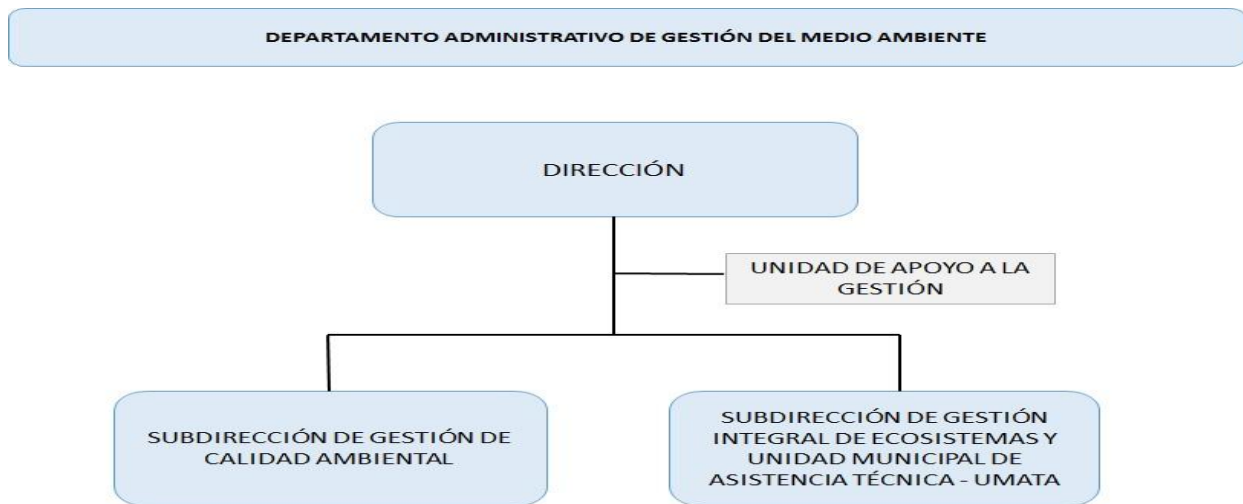 DEPARTAMENTO ADMINISTRATIVO DE GESTIÓN DEL MEDIO AMBIENTE
DIRECCIÓN
UNIDAD DE APOYO A LA
GESTIÓN
SUBDIRECCIÓN DE GESTIÓN DE
CALIDAD AMBIENTAL
SUBDIRECCIÓN DE GESTIÓN
INTEGRAL DE ECOSISTEMAS Y
UNIDAD MUNICIPAL DE
ASISTENCIA TÉCNICA - UMATA